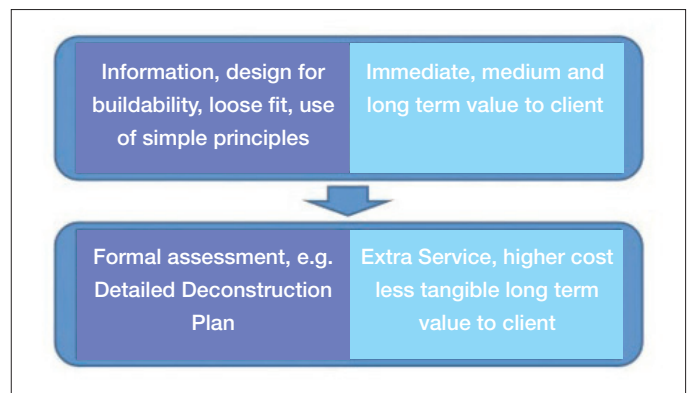 Information, design for
buildability, loose fit, use
of simple principles
Immediate, medium and
long term value to client
Formal assessment, e.g.
Detailed Deconstruction
Plan
Extra Service, higher cost
less tangible long term
value to client